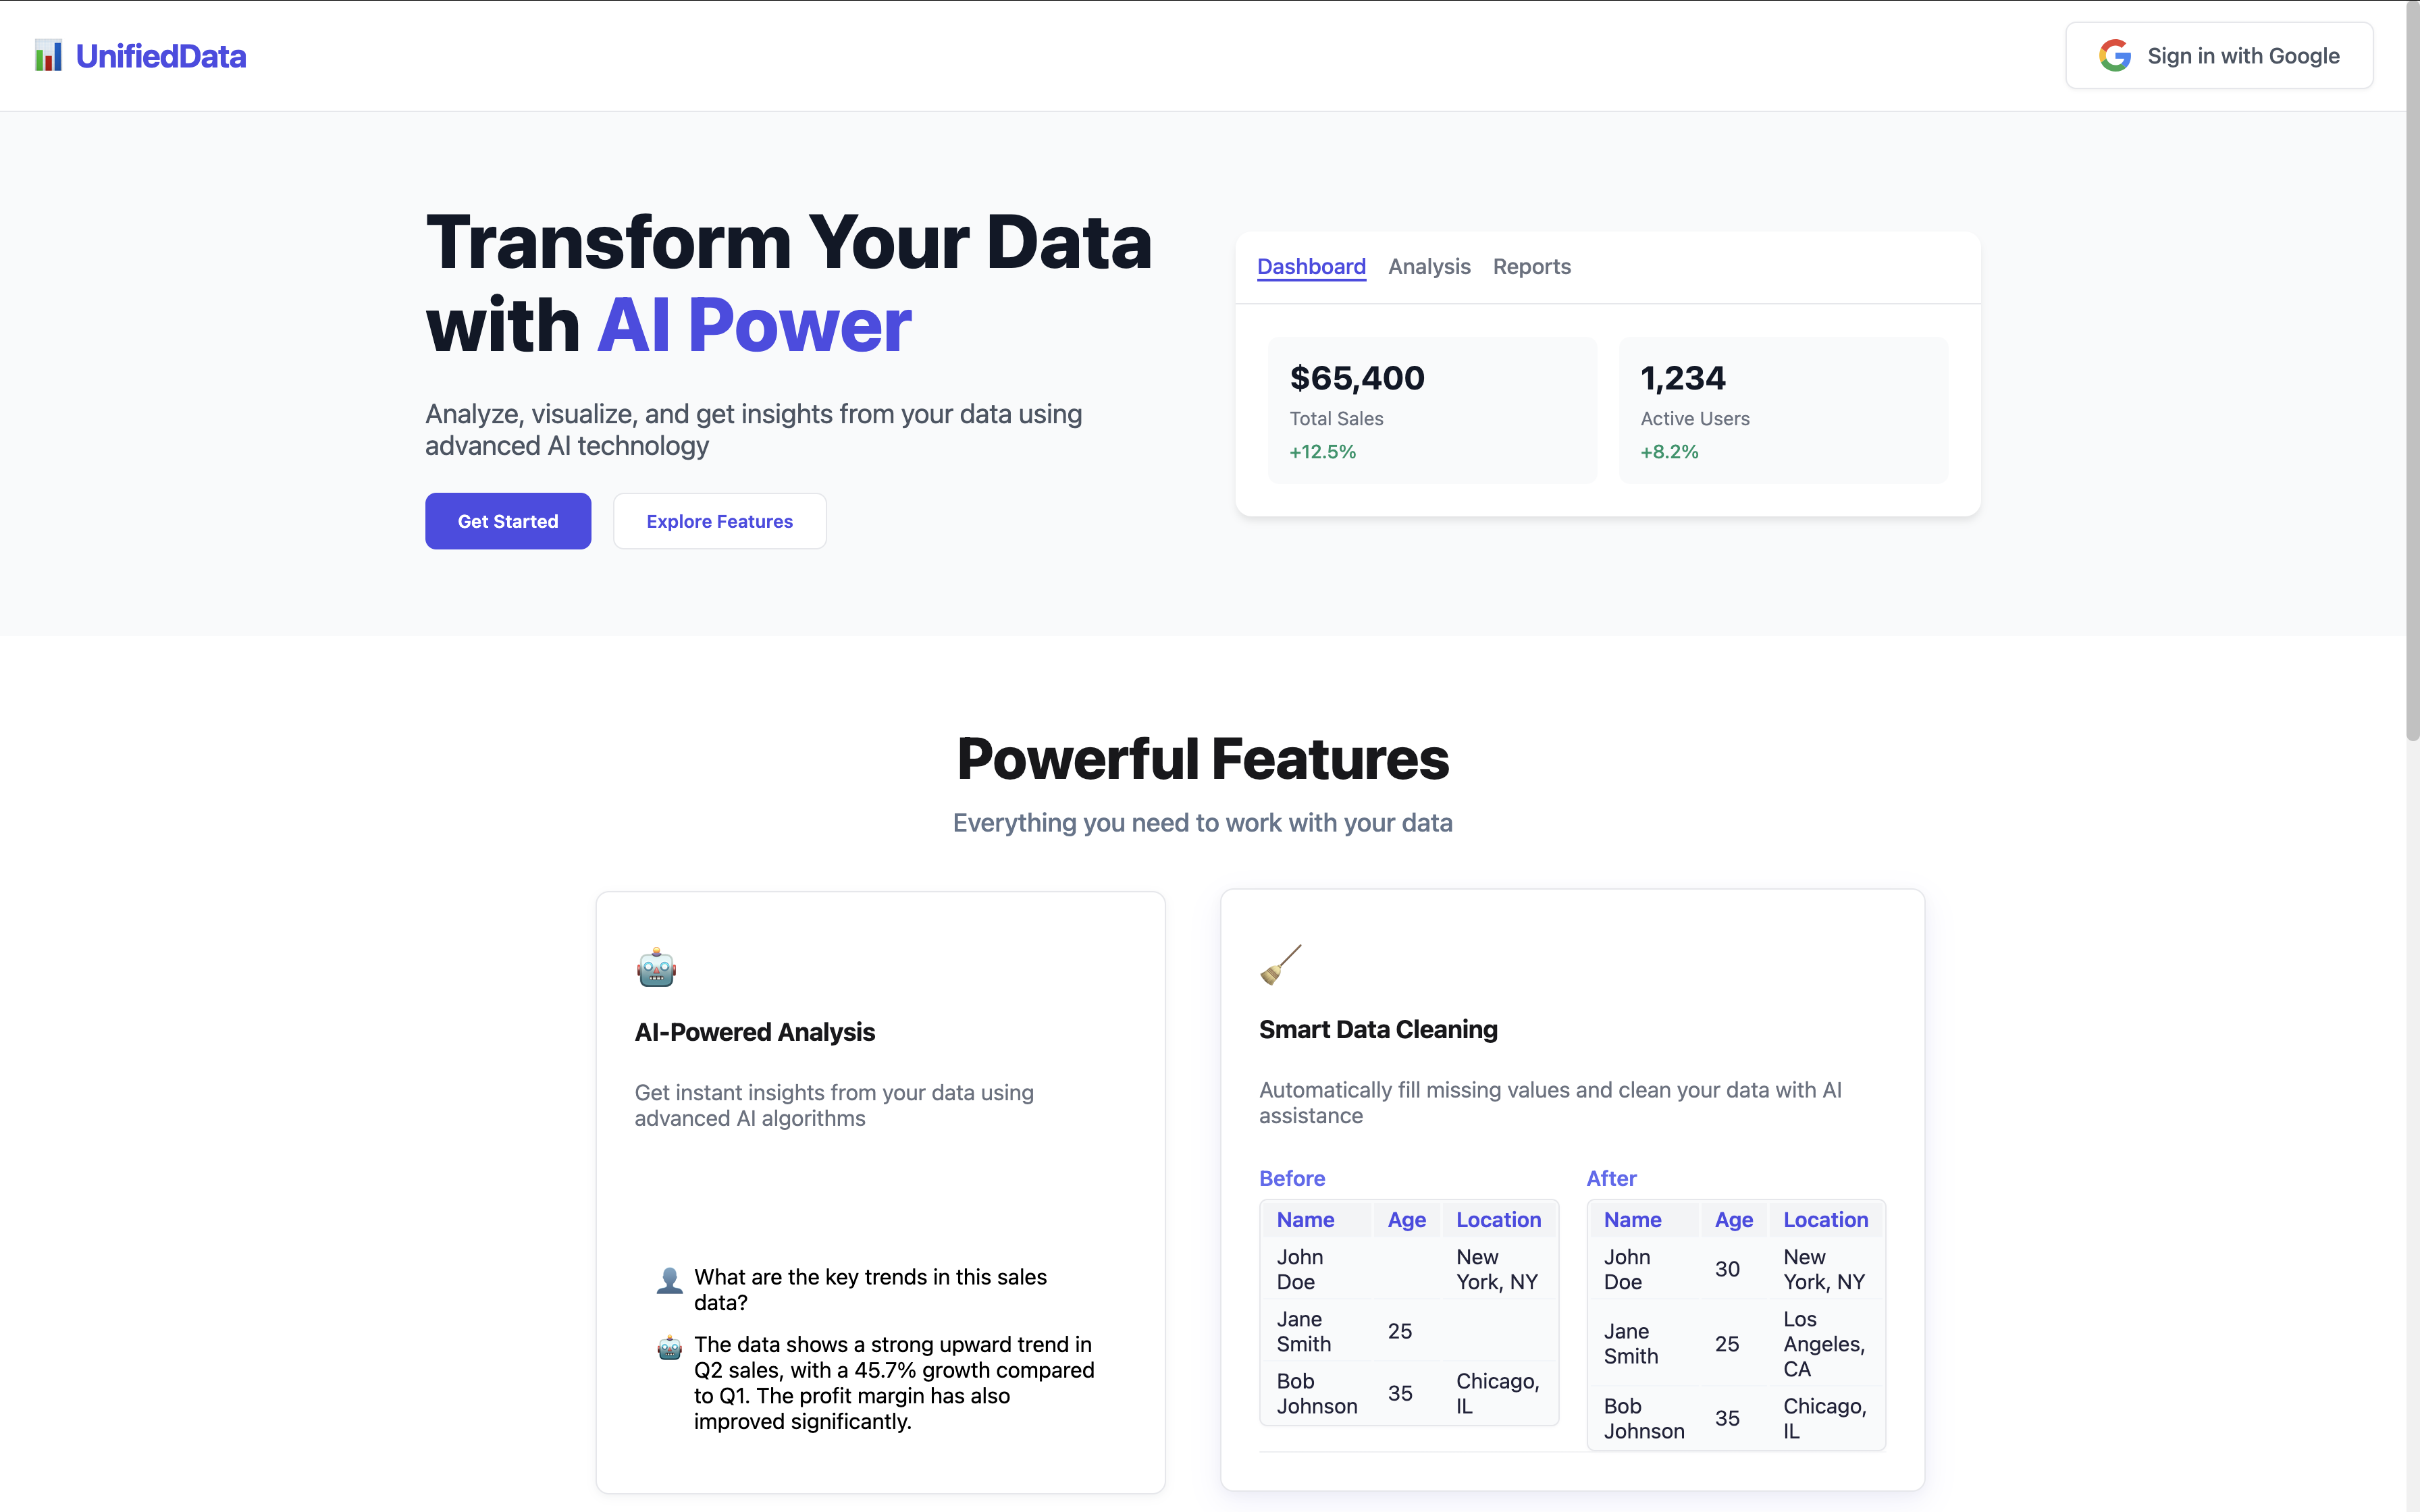 UnifiedData
Sign in with Google
Transform Your Data
with AI Power
Analyze, visualize, and get insights from your data using
advanced AI technology
Get Started
Explore Features
Dashboard Analysis Reports
$65,400
Total Sales
+12.5%
1,234
Active Users
+8.2%
Powerful Features
Everything you need to work with your data
AI-Powered Analysis
Get instant insights from your data using
advanced AI algorithms
What are the key trends in this sales
data?
The data shows a strong upward trend in
Q2 sales, with a 45.7% growth compared
to Q1. The profit margin has also
improved significantly.
Smart Data Cleaning
Automatically fill missing values and clean your data with AI
assistance
Before
Name Age Location
John
Doe
New
York, NY
Jane
Smith
25
Bob
Johnson
35
Chicago,
IL
After
Name Age Location
John
Doe
30
New
York, NY
Jane
Smith
25
Los
Angeles,
CA
Bob
Johnson
35
Chicago,
IL